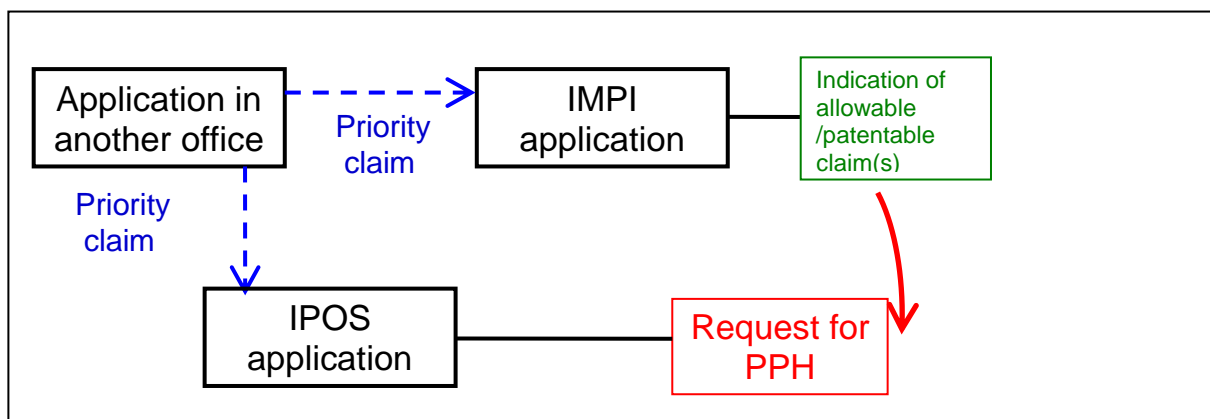 Application in
another office
Priority
claim
IMPI
application
Indication of
allowable
/patentable
claim(s)
Priority
claim
IPOS
application
Request for
PPH